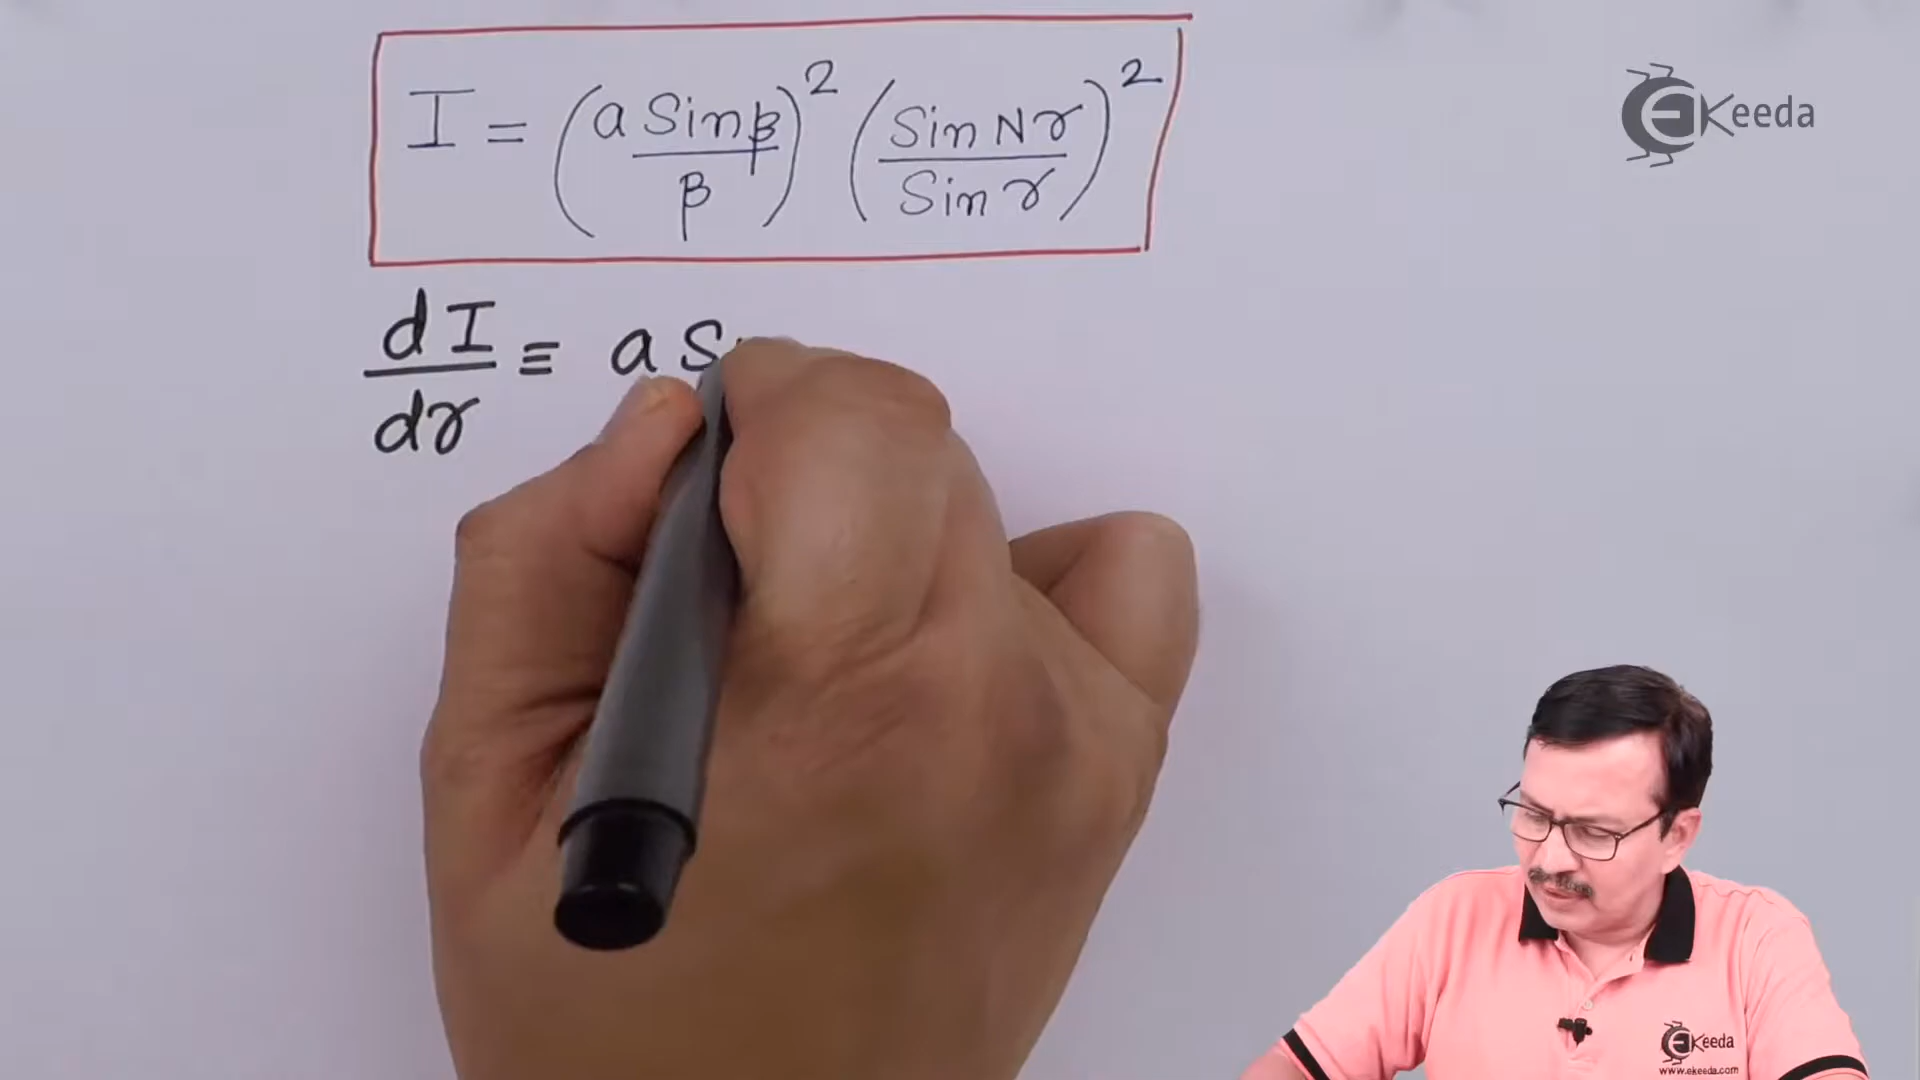 I = (a Sin β / β)² (Sin Nγ / Sin γ)²
EKeeda
dI/dγ ≡ a S
EKeeda
www.ekeeda.com